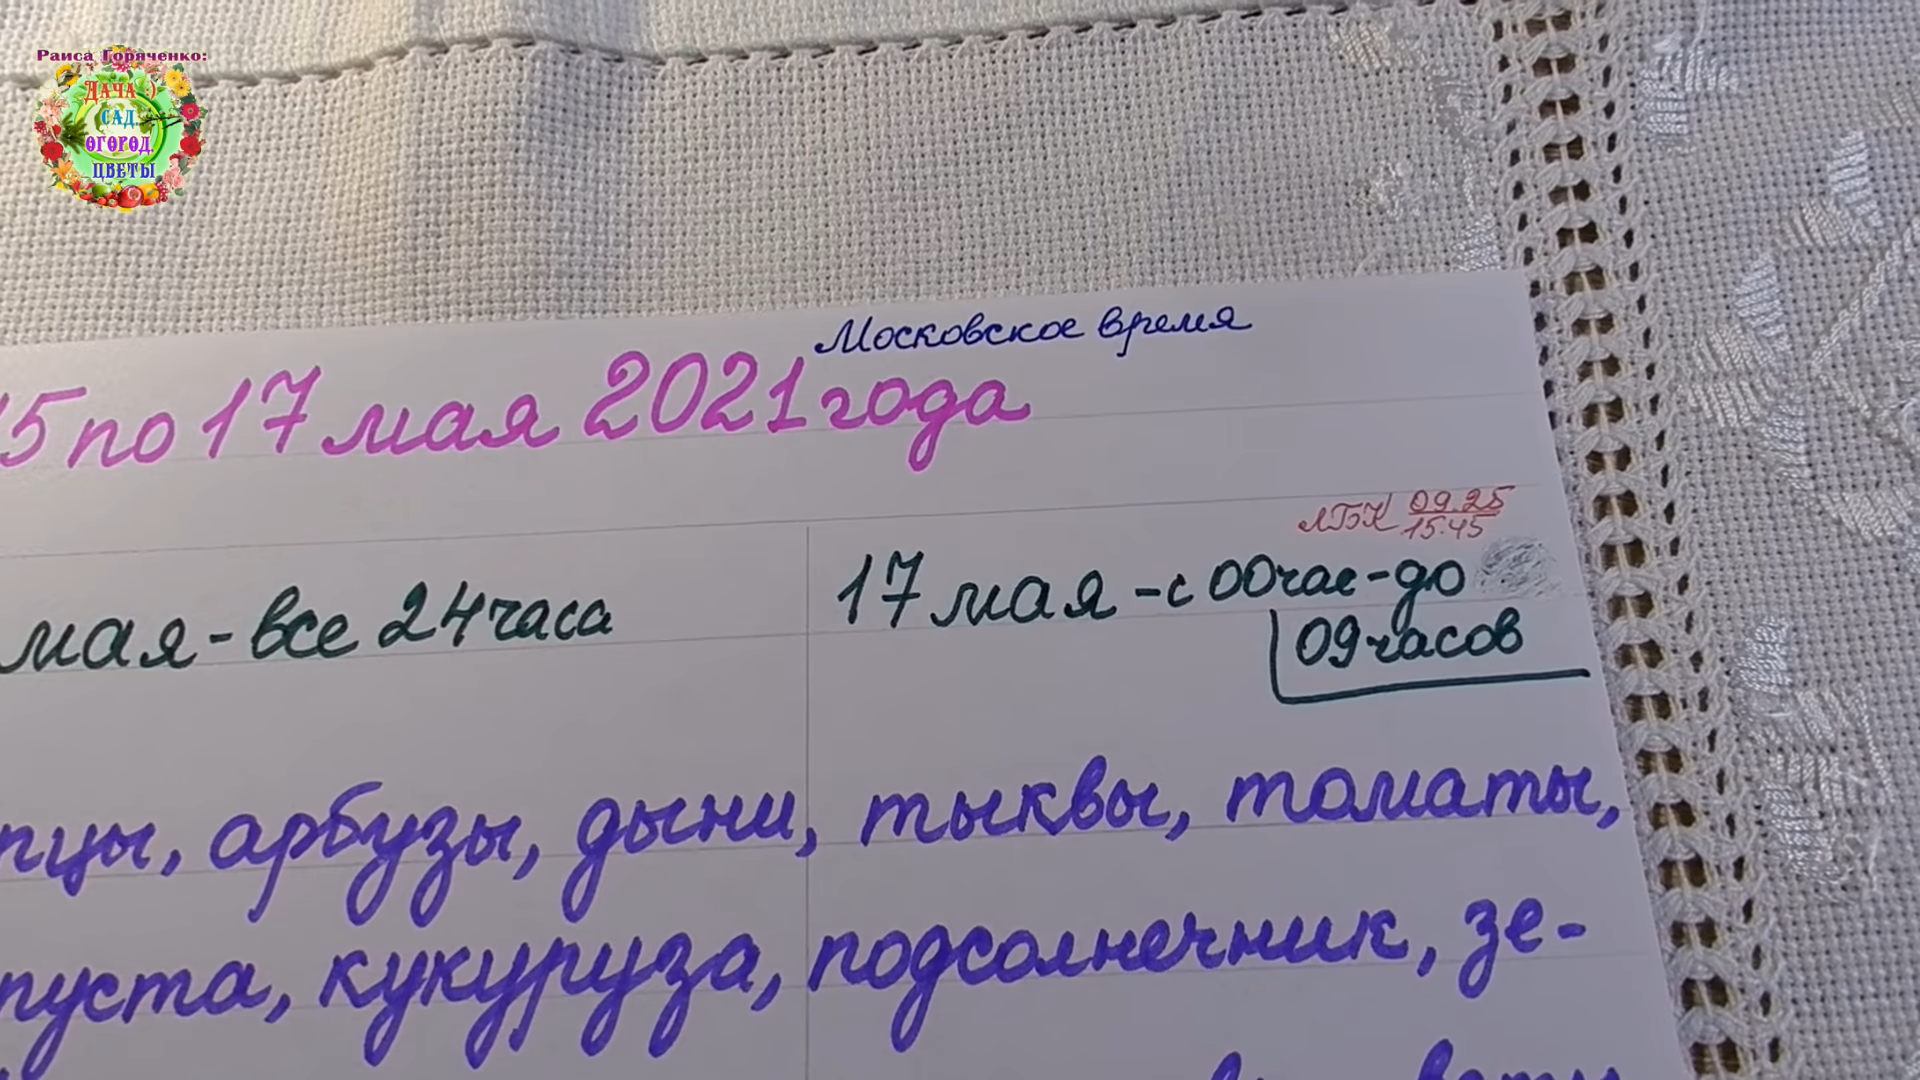 Раиса Горяченко:
ДАЧА
САД
ОГОРОД
ЦВЕТЫ
Московское время
15 по 17 мая 2021 года
ЛБК 09.25
15.45
мая - все 24 часа
17 мая - с 00 час - до
09 часов
пцы, арбузы, дыни, тыквы, томаты,
пуста, кукуруза, подсолнечник, зе-